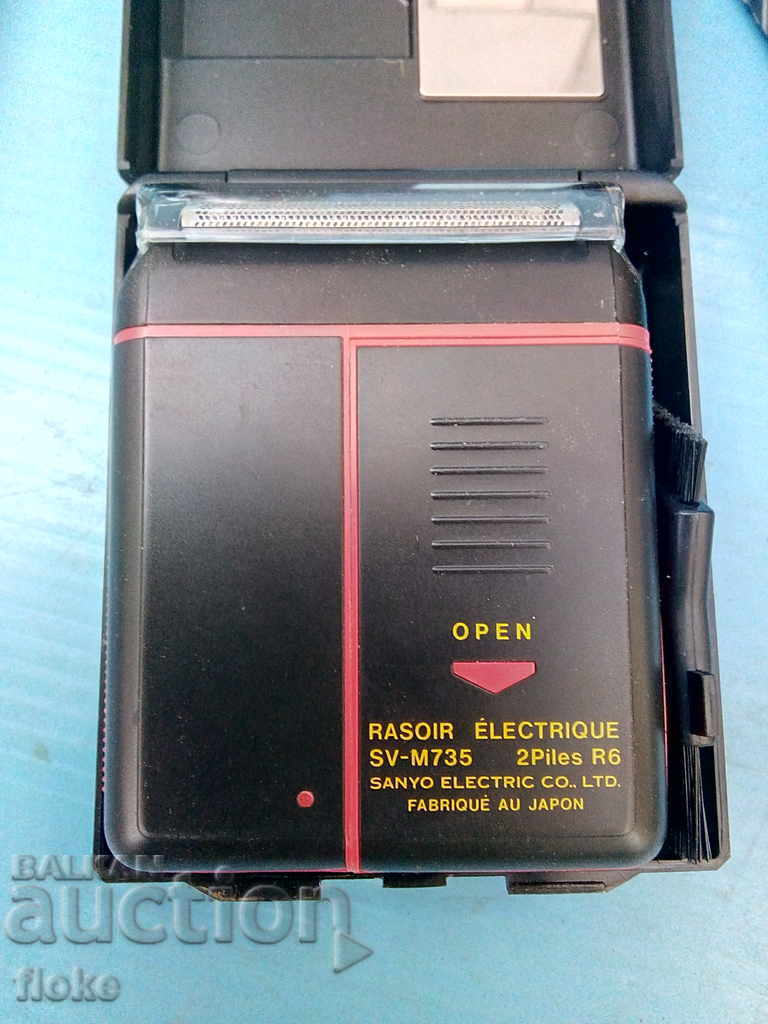 OPEN
RASOIR ÉLECTRIQUE
SV-M735 2Piles R6
SANYO ELECTRIC CO., LTD.
FABRIQUÉ AU JAPON
BALKAN
auction
floke